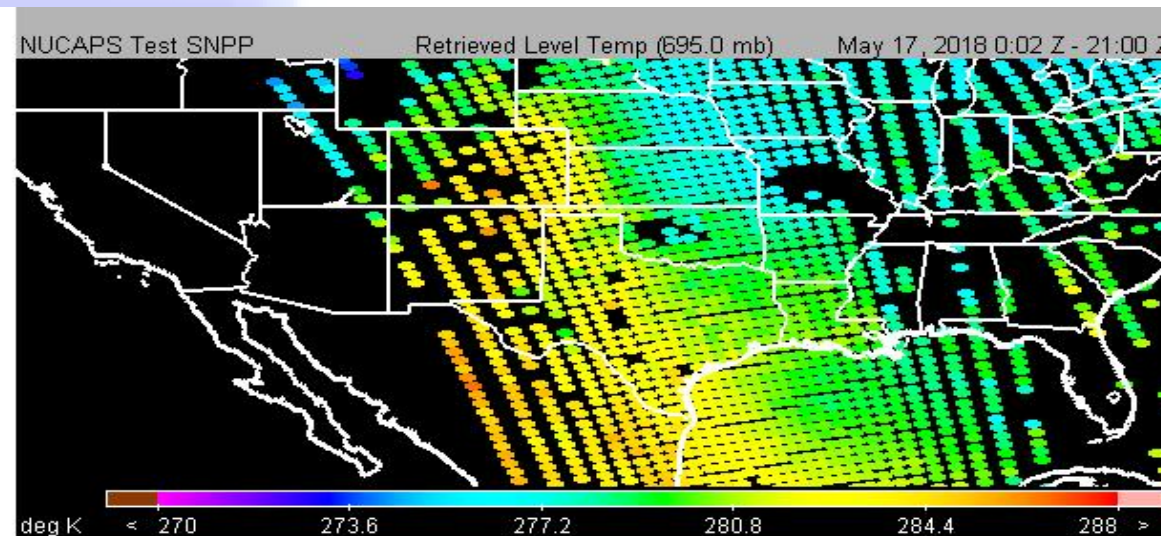 NUCAPS Test SNPP Retrieved Level Temp (695.0 mb) May 17, 2018 0:02 Z - 21:00 Z
deg K < 270 273.6 277.2 280.8 284.4 288 >